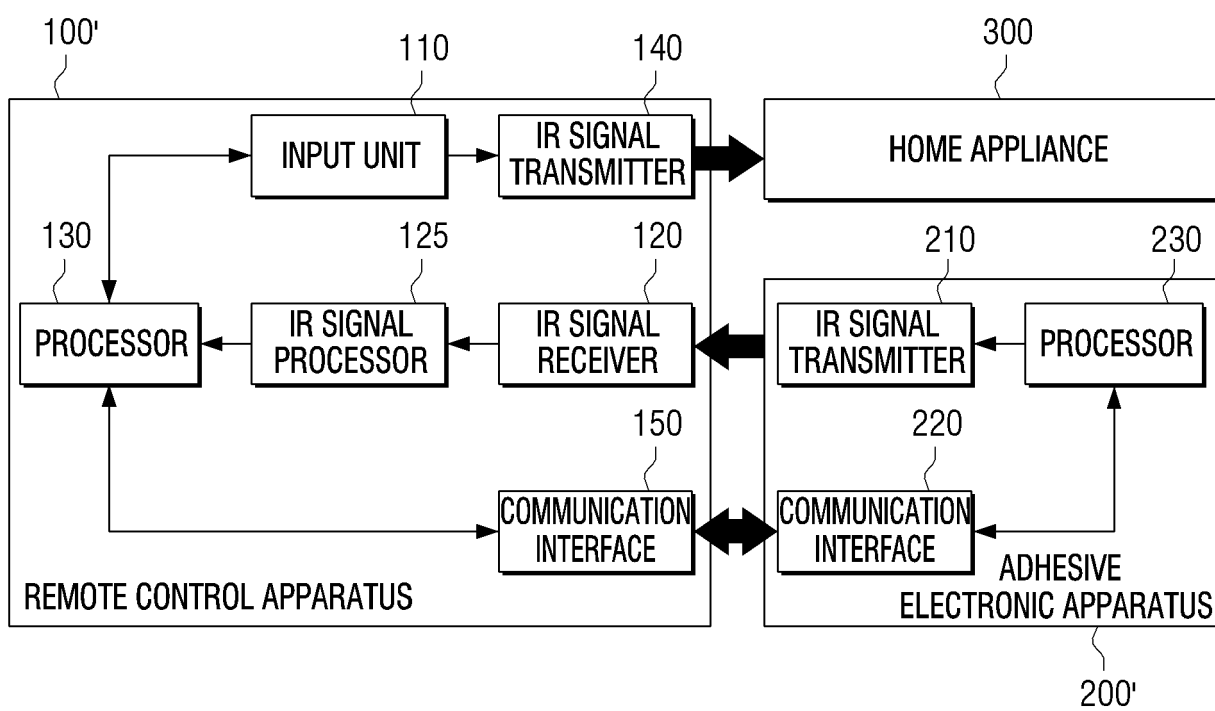 100'
110
140
300
INPUT UNIT
IR SIGNAL
TRANSMITTER
HOME APPLIANCE
130
125
120
210
230
PROCESSOR
IR SIGNAL
PROCESSOR
IR SIGNAL
RECEIVER
IR SIGNAL
TRANSMITTER
PROCESSOR
150
220
COMMUNICATION
INTERFACE
COMMUNICATION
INTERFACE
REMOTE CONTROL APPARATUS
ADHESIVE
ELECTRONIC APPARATUS
200'